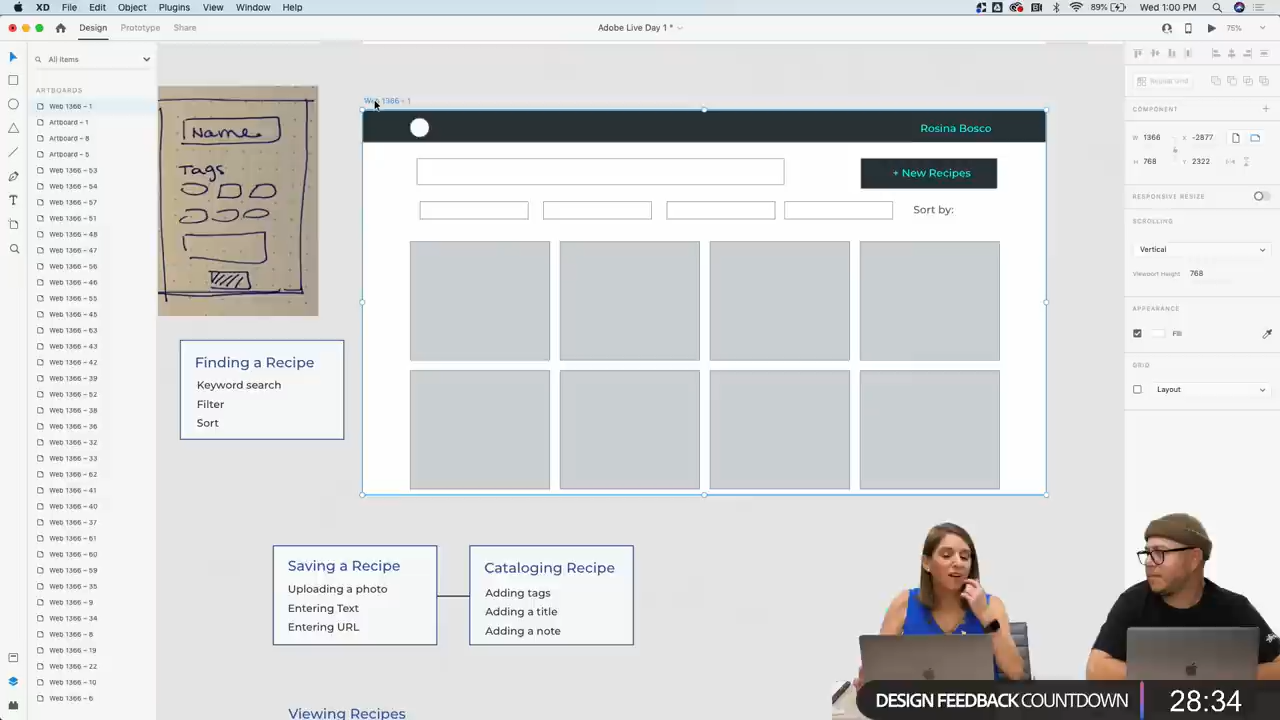 XD File Edit Object Plugins View Window Help
89% Wed 1:00 PM
Design Prototype Share
Adobe Live Day 1 *
75%
All Items
ARTBOARDS
Web 1366 – 1
Artboard – 1
Artboard – 8
Artboard – 5
Web 1366 – 53
Web 1366 – 54
Web 1366 – 57
Web 1366 – 51
Web 1366 – 48
Web 1366 – 47
Web 1366 – 56
Web 1366 – 46
Web 1366 – 55
Web 1366 – 45
Web 1366 – 63
Web 1366 – 43
Web 1366 – 42
Web 1366 – 39
Web 1366 – 52
Web 1366 – 38
Web 1366 – 36
Web 1366 – 32
Web 1366 – 33
Web 1366 – 62
Web 1366 – 41
Web 1366 – 40
Web 1366 – 37
Web 1366 – 61
Web 1366 – 60
Web 1366 – 59
Web 1366 – 35
Web 1366 – 9
Web 1366 – 34
Web 1366 – 8
Web 1366 – 19
Web 1366 – 22
Web 1366 – 10
Web 1366 – 6
Name
Tags
Finding a Recipe
Keyword search
Filter
Sort
Web 1366 – 1
Rosina Bosco
+ New Recipes
Sort by:
Saving a Recipe
Uploading a photo
Entering Text
Entering URL
Cataloging Recipe
Adding tags
Adding a title
Adding a note
Viewing Recipes
Repeat Grid
COMPONENT
W 1366 X -2877
H 768 Y 2322
RESPONSIVE RESIZE
SCROLLING
Vertical
Viewport Height 768
APPEARANCE
Fill
GRID
Layout
DESIGN FEEDBACK COUNTDOWN 28:34